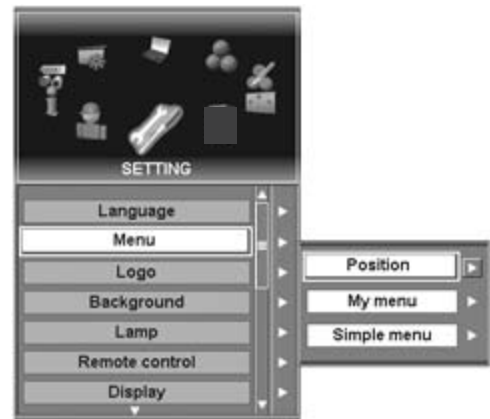 SETTING
Language
Menu
Logo
Background
Lamp
Remote control
Display
Position
My menu
Simple menu